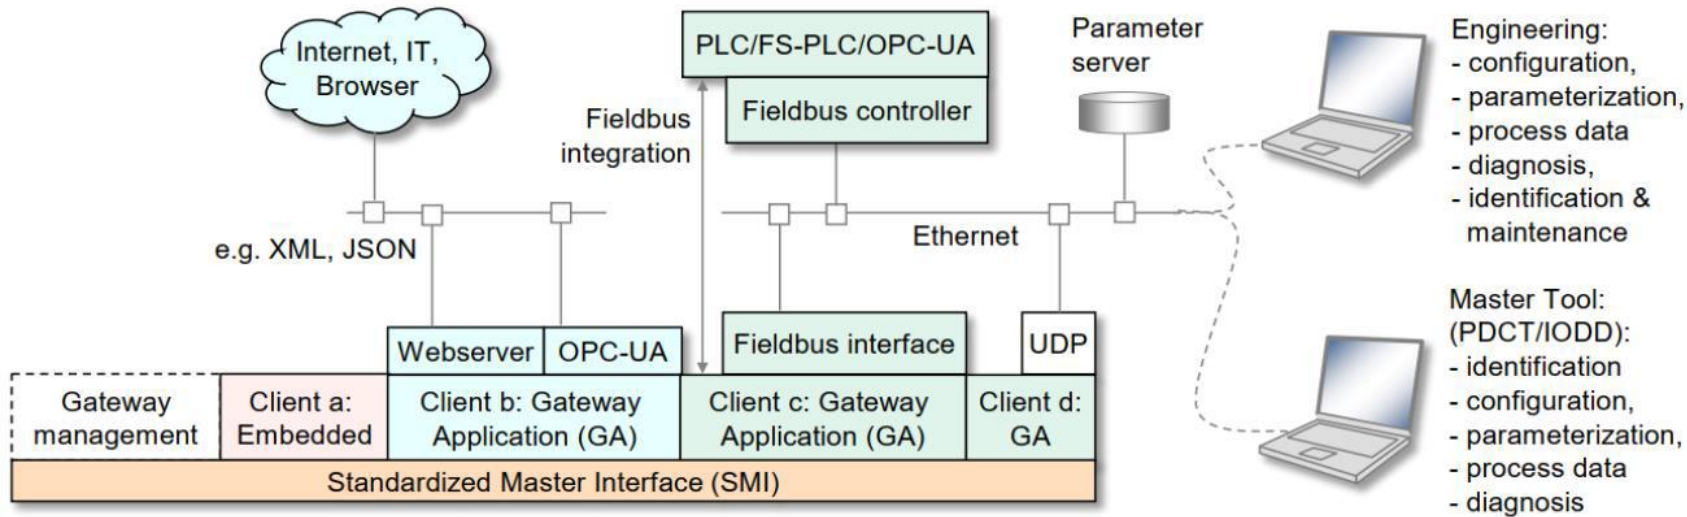 Internet, IT,
Browser
PLC/FS-PLC/OPC-UA
Fieldbus controller
Fieldbus
integration
Parameter
server
Engineering:
- configuration,
- parameterization,
- process data
- diagnosis,
- identification &
maintenance
e.g. XML, JSON
Ethernet
Master Tool:
(PDCT/IODD):
- identification
- configuration,
- parameterization,
- process data
- diagnosis
Webserver
OPC-UA
Fieldbus interface
UDP
Gateway
management
Client a:
Embedded
Client b: Gateway
Application (GA)
Client c: Gateway
Application (GA)
Client d:
GA
Standardized Master Interface (SMI)